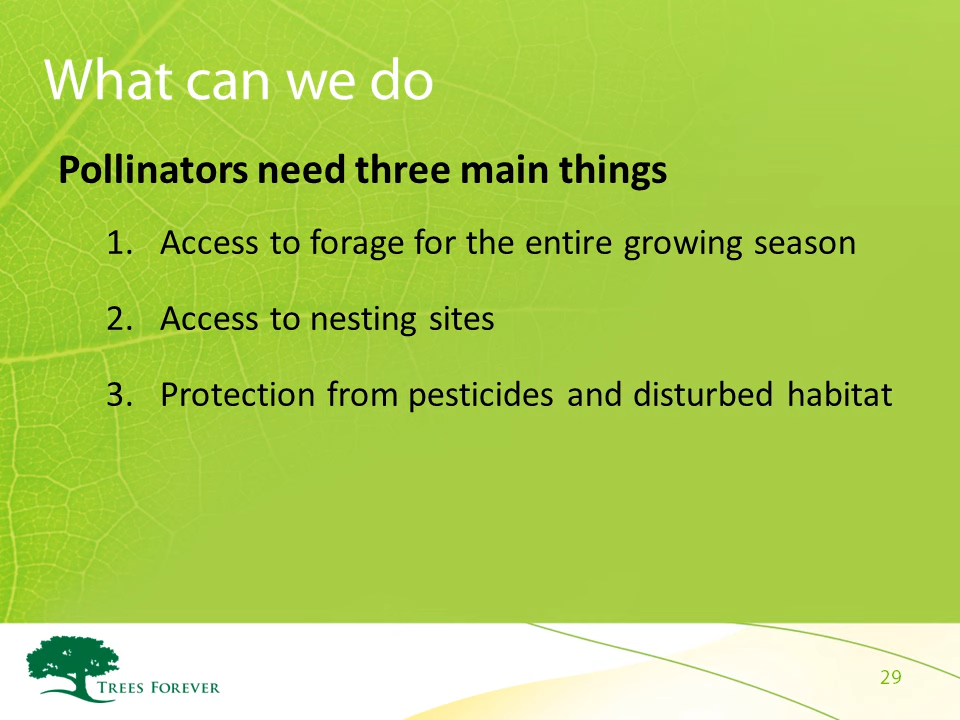 What can we do
Pollinators need three main things
1. Access to forage for the entire growing season
2. Access to nesting sites
3. Protection from pesticides and disturbed habitat
Trees Forever
29